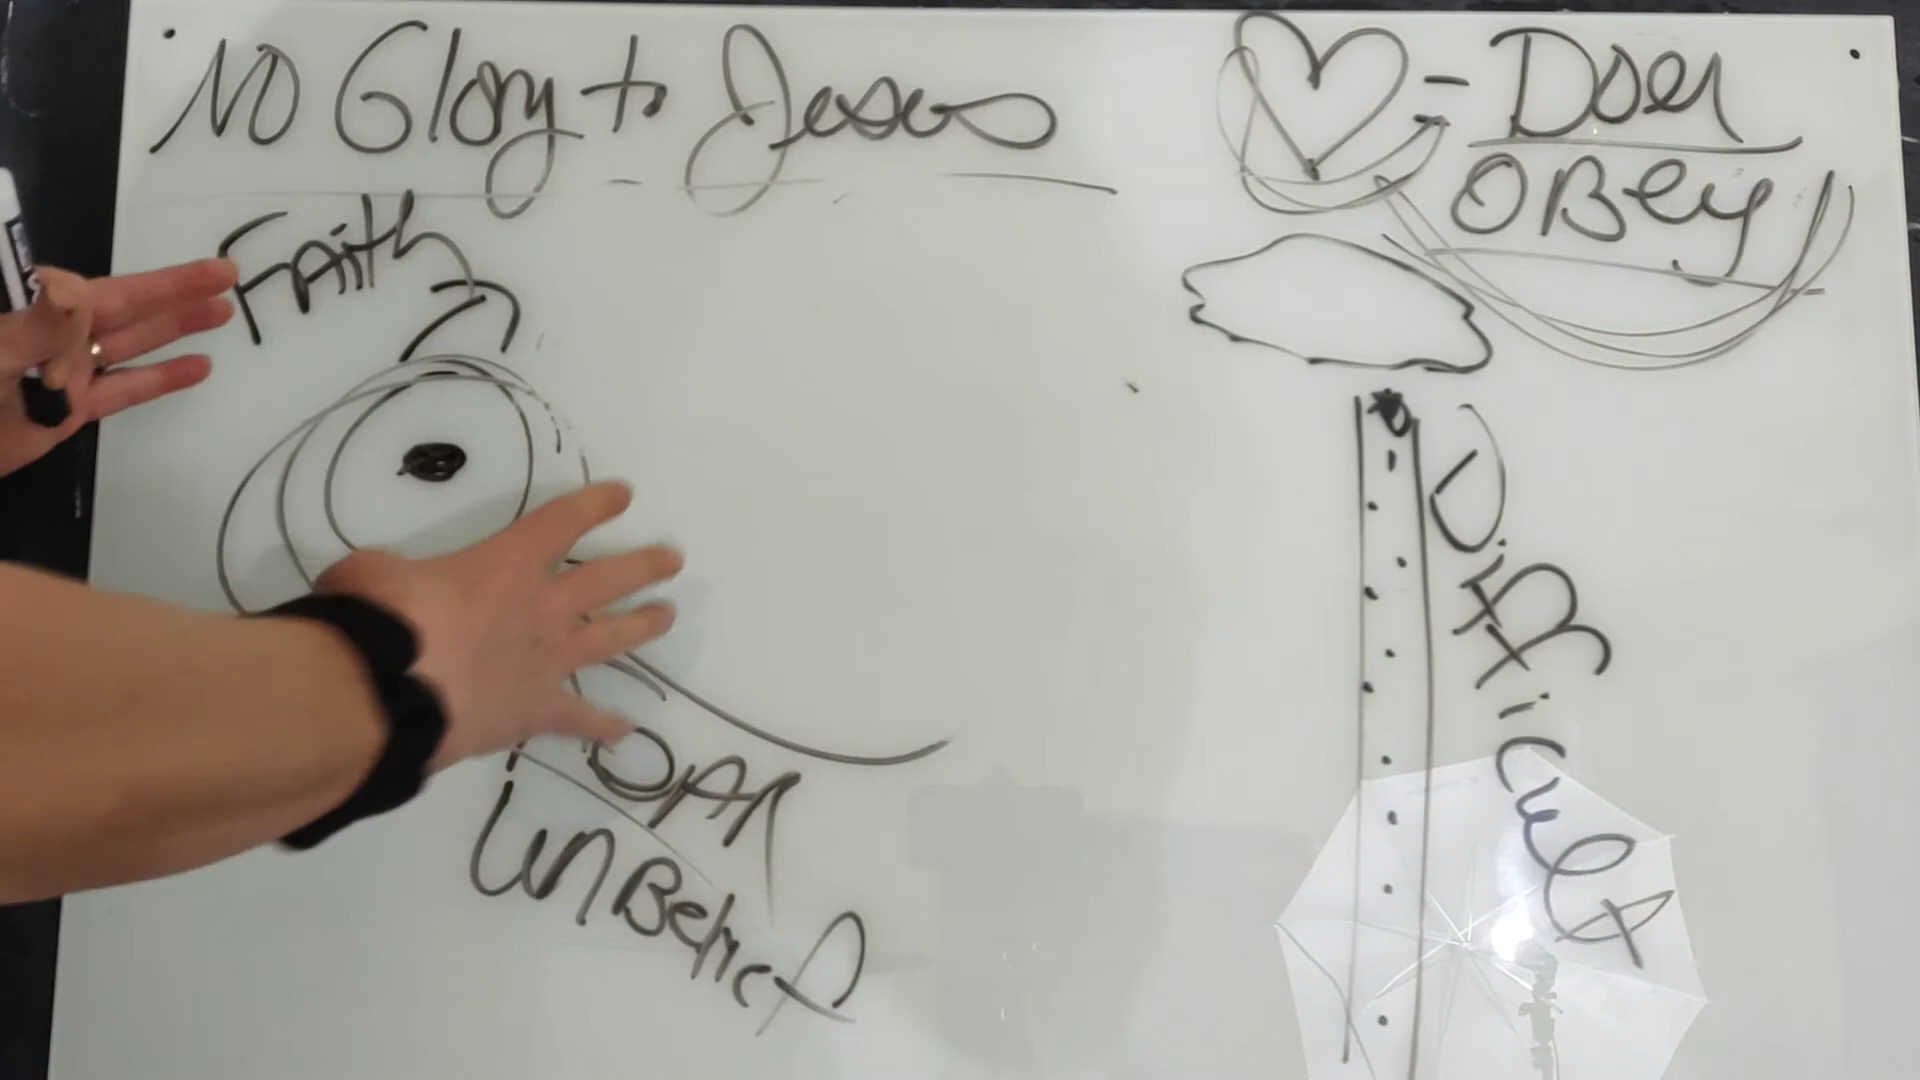 NO Glory to Jesus
= Doer
OBey
Faith
Difficult
UnBelief